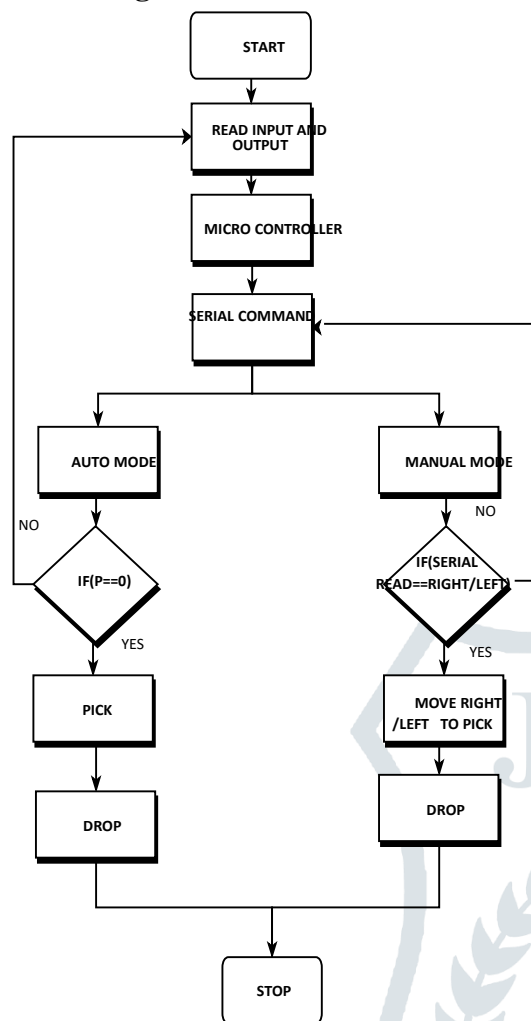 START
READ INPUT AND
OUTPUT
MICRO CONTROLLER
SERIAL COMMAND
AUTO MODE
MANUAL MODE
NO
NO
IF(P==0)
IF(SERIAL
READ==RIGHT/LEFT)
YES
YES
PICK
MOVE RIGHT
/LEFT TO PICK
DROP
DROP
STOP
J